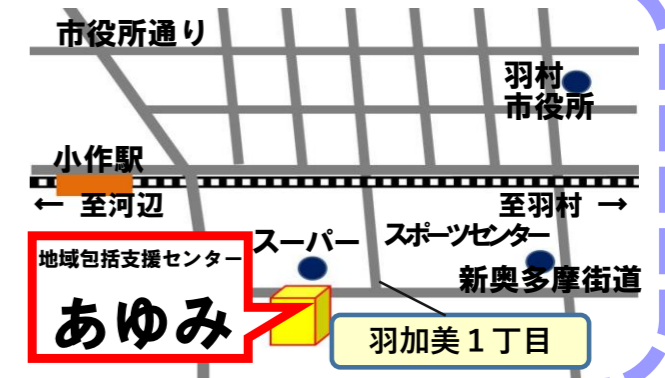 市役所通り
羽村
市役所
小作駅
← 至河辺
至羽村 →
スーパー
スポーツセンター
地域包括支援センター
あゆみ
新奥多摩街道
羽加美１丁目